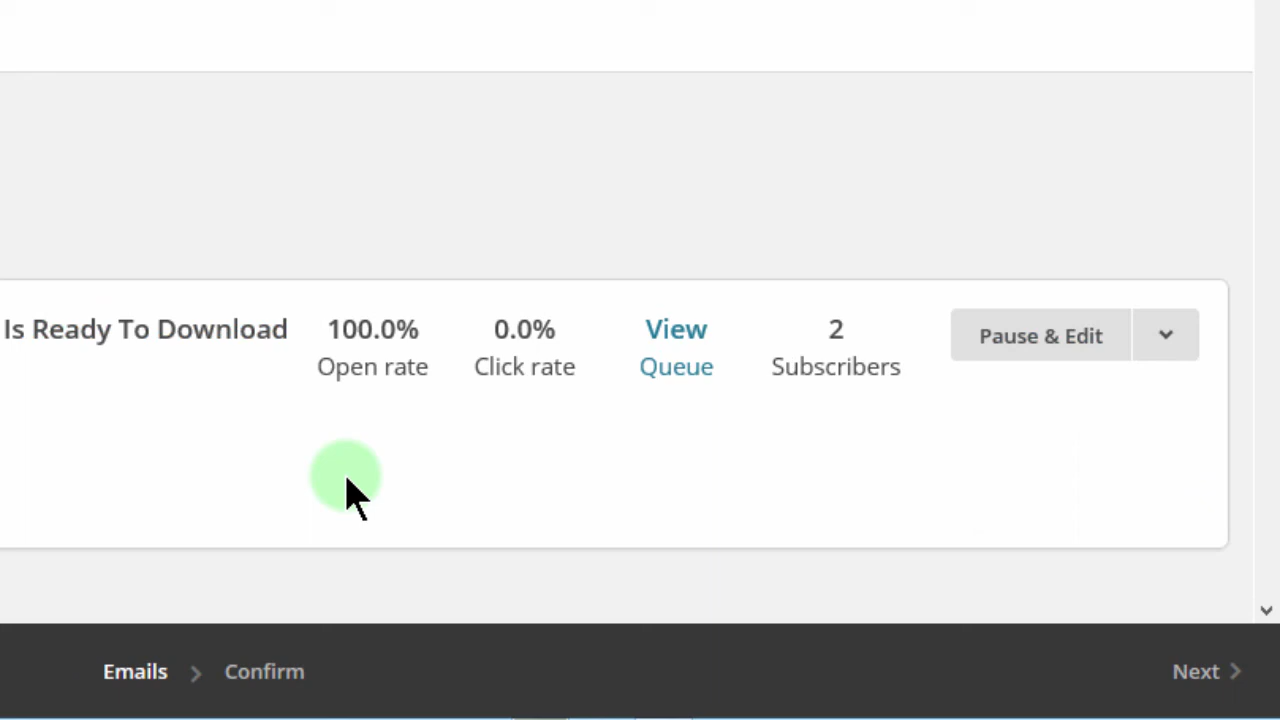 Is Ready To Download 100.0% 0.0% View 2 Pause & Edit
Open rate Click rate Queue Subscribers
Emails Confirm Next